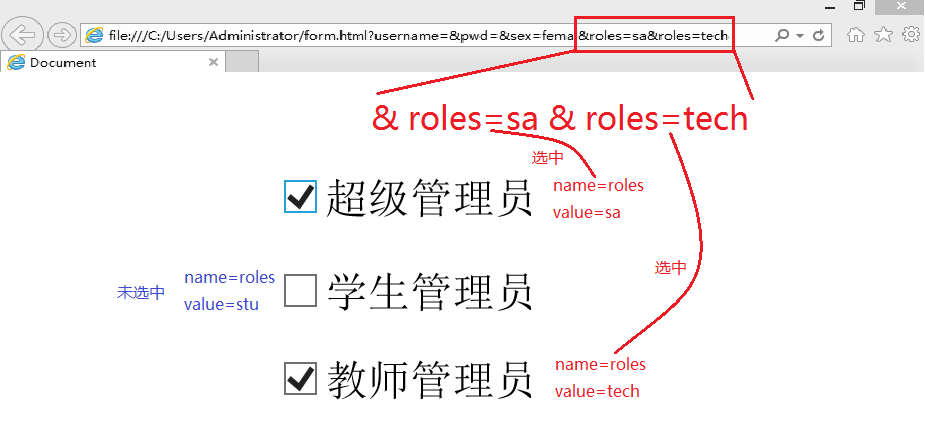 file:///C:/Users/Administrator/form.html?username=&pwd=&sex=fema&roles=sa&roles=tech
Document
& roles=sa & roles=tech
选中
超级管理员
name=roles
value=sa
未选中
name=roles
value=stu
学生管理员
选中
教师管理员
name=roles
value=tech